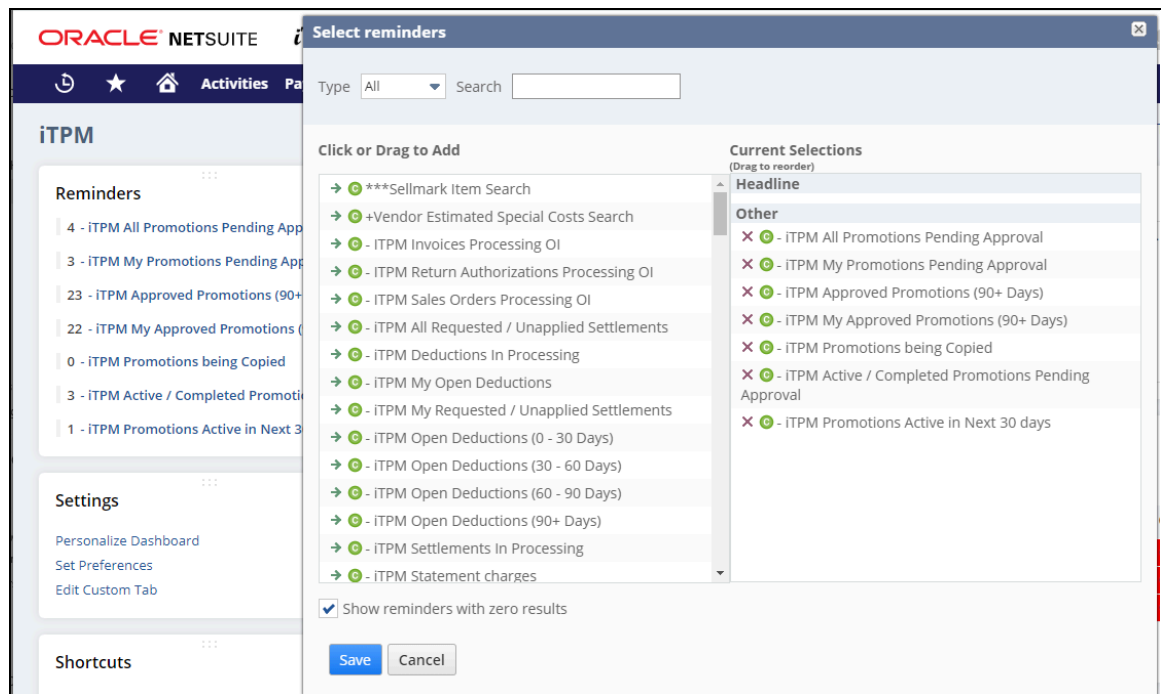 ORACLE NETSUITE
Select reminders
Activities
Type All Search
iTPM
Reminders
4 - iTPM All Promotions Pending App
3 - iTPM My Promotions Pending App
23 - iTPM Approved Promotions (90+
22 - iTPM My Approved Promotions (
0 - iTPM Promotions being Copied
3 - iTPM Active / Completed Promoti
1 - iTPM Promotions Active in Next 3
Settings
Personalize Dashboard
Set Preferences
Edit Custom Tab
Shortcuts
Click or Drag to Add
***Sellmark Item Search
+Vendor Estimated Special Costs Search
- ITPM Invoices Processing OI
- ITPM Return Authorizations Processing OI
- ITPM Sales Orders Processing OI
- iTPM All Requested / Unapplied Settlements
- iTPM Deductions In Processing
- iTPM My Open Deductions
- iTPM My Requested / Unapplied Settlements
- iTPM Open Deductions (0 - 30 Days)
- iTPM Open Deductions (30 - 60 Days)
- iTPM Open Deductions (60 - 90 Days)
- iTPM Open Deductions (90+ Days)
- iTPM Settlements In Processing
- iTPM Statement charges
Current Selections
(Drag to reorder)
Headline
Other
- iTPM All Promotions Pending Approval
- iTPM My Promotions Pending Approval
- iTPM Approved Promotions (90+ Days)
- iTPM My Approved Promotions (90+ Days)
- iTPM Promotions being Copied
- iTPM Active / Completed Promotions Pending
Approval
- iTPM Promotions Active in Next 30 days
Show reminders with zero results
Save Cancel